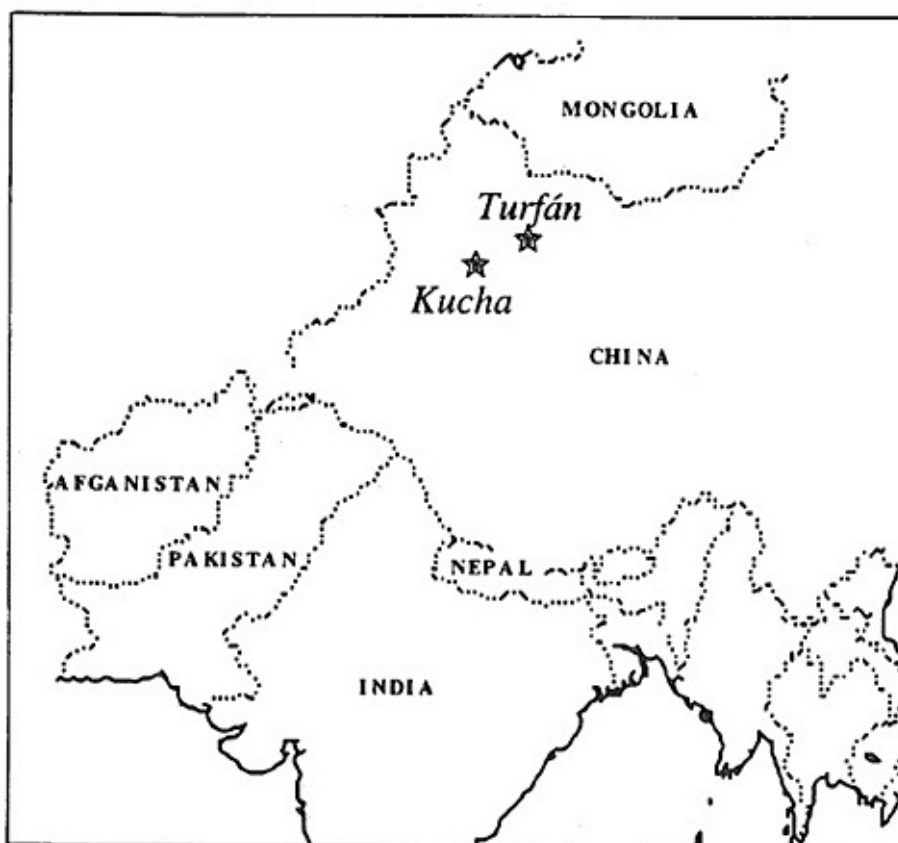 MONGOLIA
Turfán
Kucha
CHINA
AFGANISTAN
PAKISTAN
NEPAL
INDIA